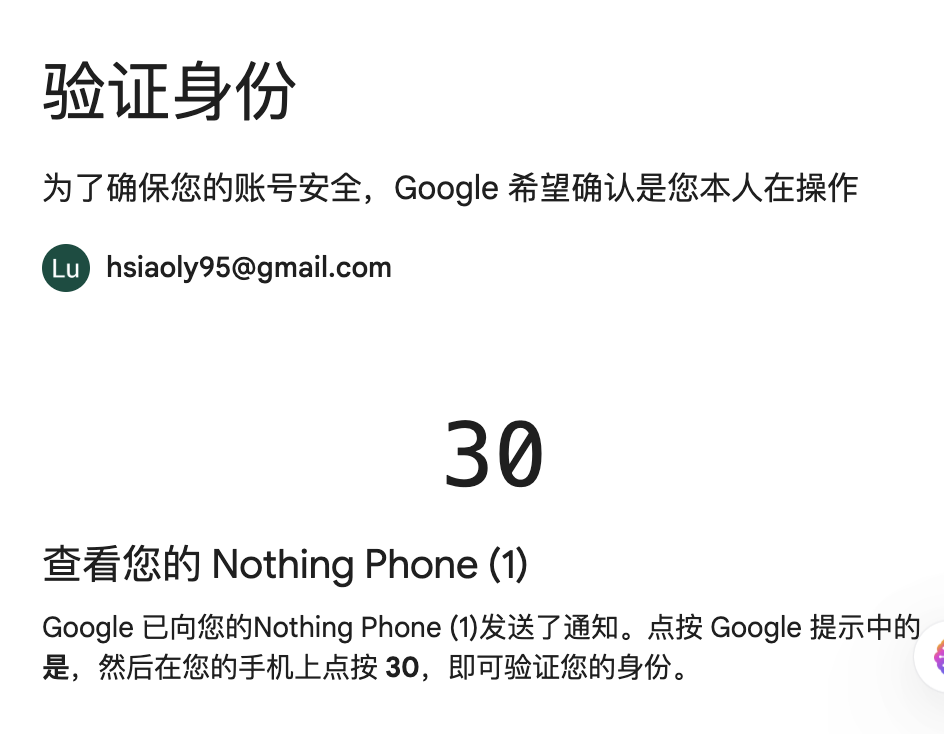 验证身份
为了确保您的账号安全，Google 希望确认是您本人在操作
Lu hsiaoly95@gmail.com
30
查看您的 Nothing Phone (1)
Google 已向您的Nothing Phone (1)发送了通知。点按 Google 提示中的
是，然后在您的手机上点按 30，即可验证您的身份。